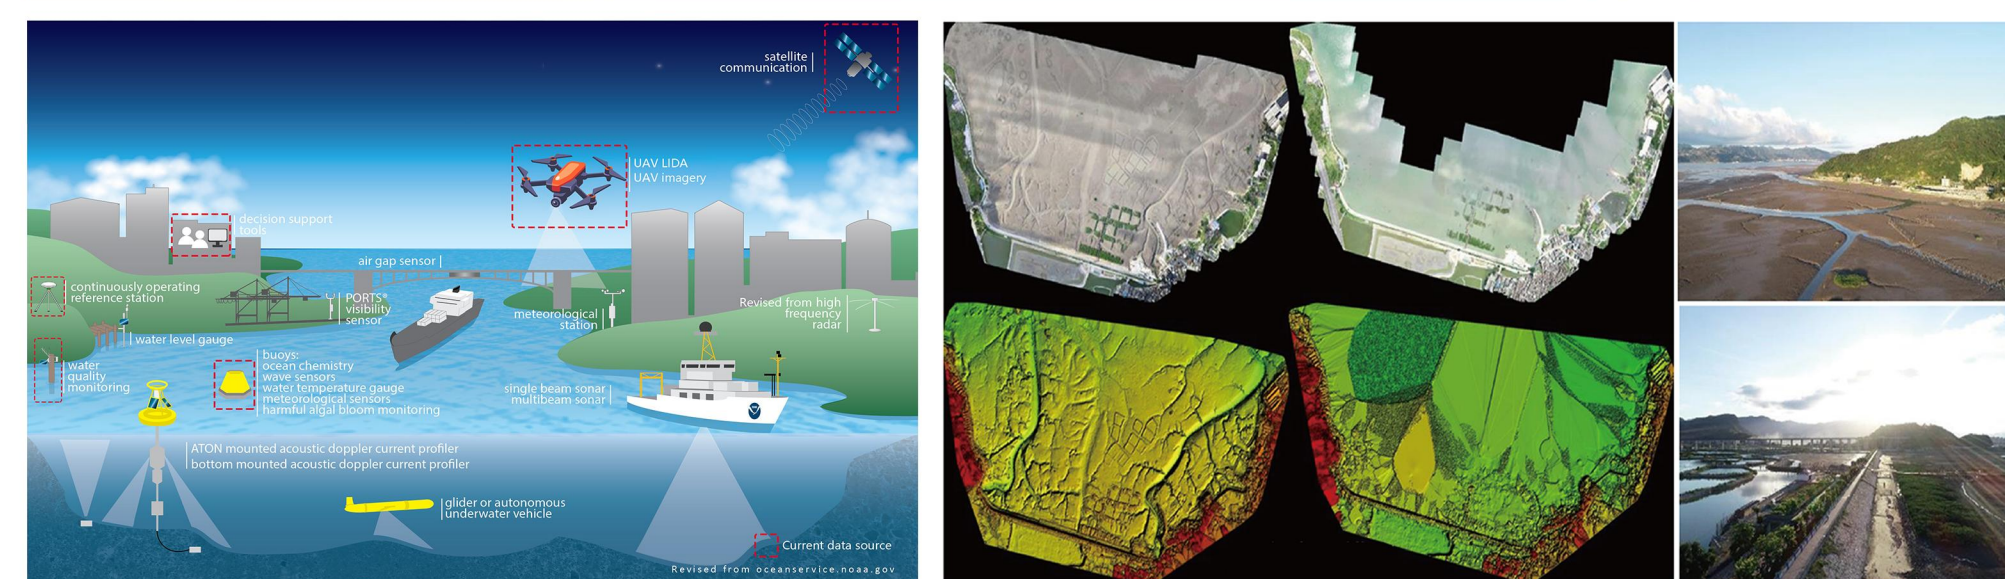 satellite
communication
UAV LIDA
UAV imagery
decision support
tools
air gap sensor
continuously operating
reference station
PORTS®
visibility
sensor
meteorological
station
Revised from high
frequency
radar
water level gauge
water
quality
monitoring
buoys:
ocean chemistry
wave sensors
water temperature gauge
meteorological sensors
harmful algal bloom monitoring
single beam sonar
multibeam sonar
ATON mounted acoustic doppler current profiler
bottom mounted acoustic doppler current profiler
glider or autonomous
underwater vehicle
Current data source
Revised from oceanservice.noaa.gov